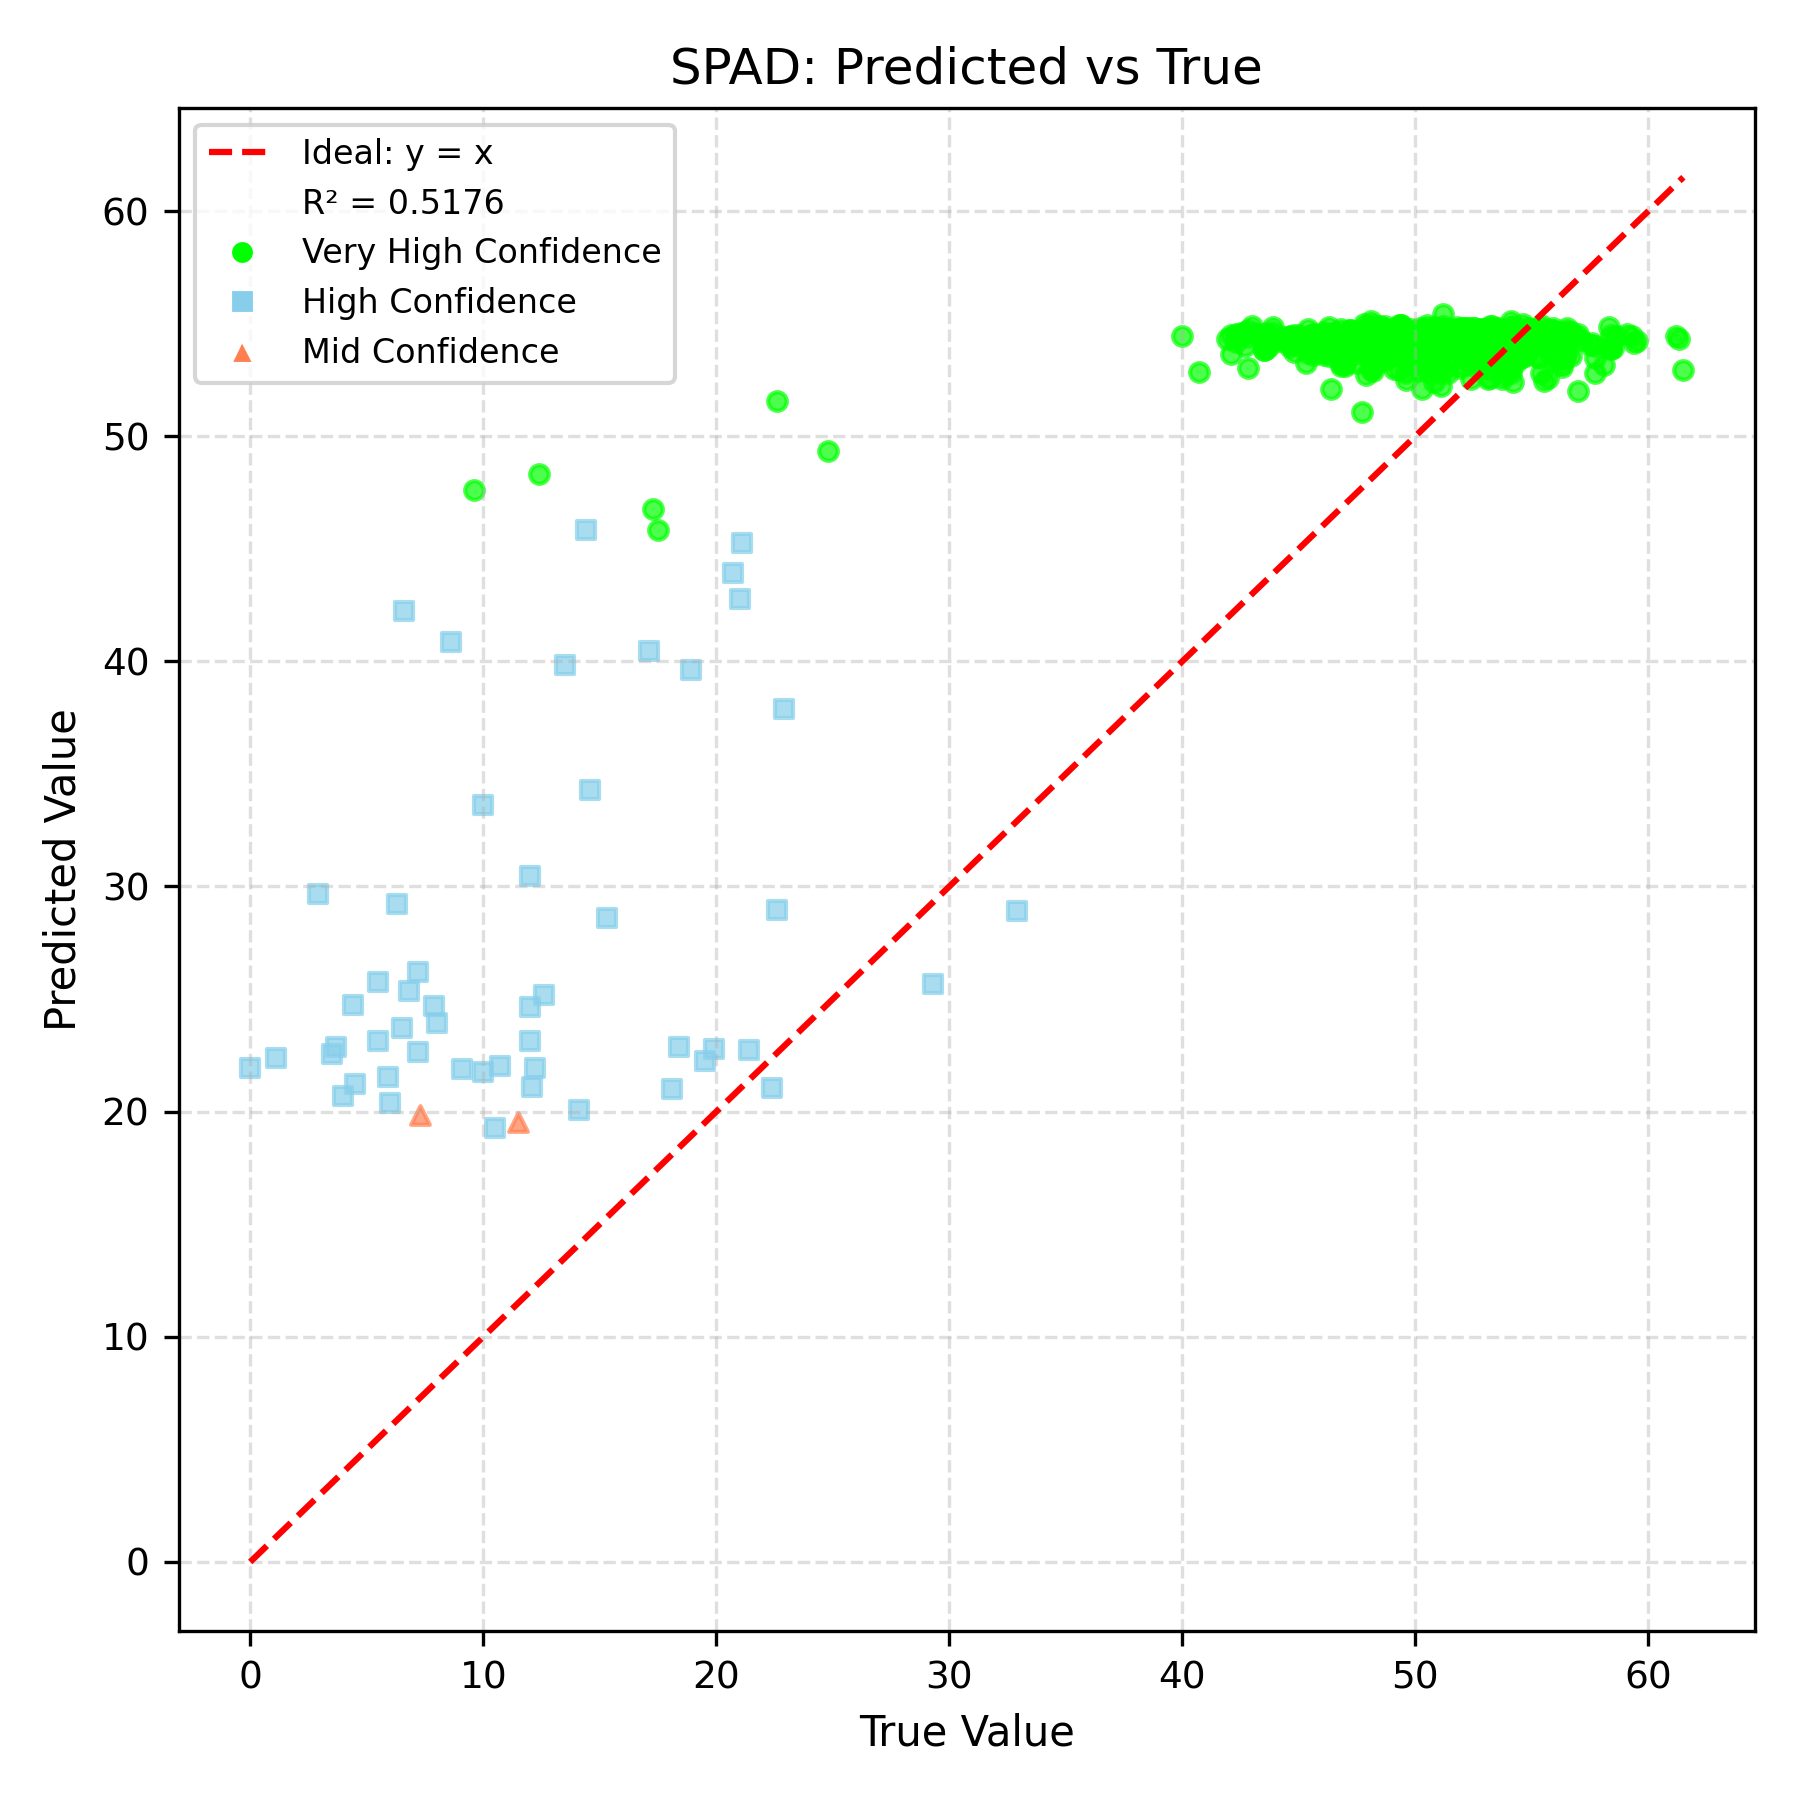 SPAD: Predicted vs True
Ideal: y = x
R² = 0.5176
Very High Confidence
High Confidence
Mid Confidence
60
50
40
30
20
10
0
Predicted Value
0 10 20 30 40 50 60
True Value